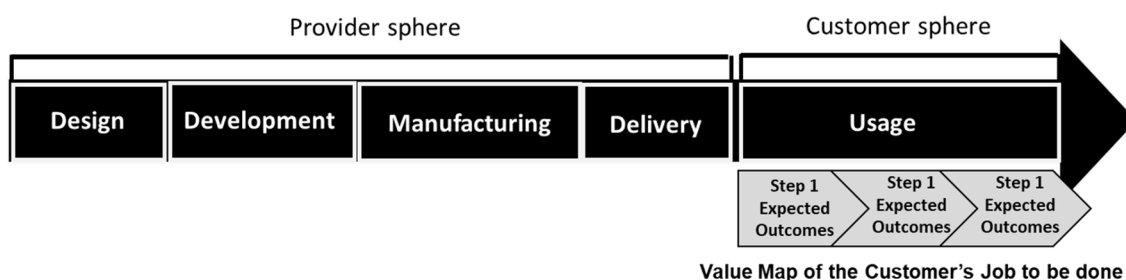 Provider sphere
Customer sphere
Design
Development
Manufacturing
Delivery
Usage
Step 1
Expected
Outcomes
Step 1
Expected
Outcomes
Step 1
Expected
Outcomes
Value Map of the Customer's Job to be done